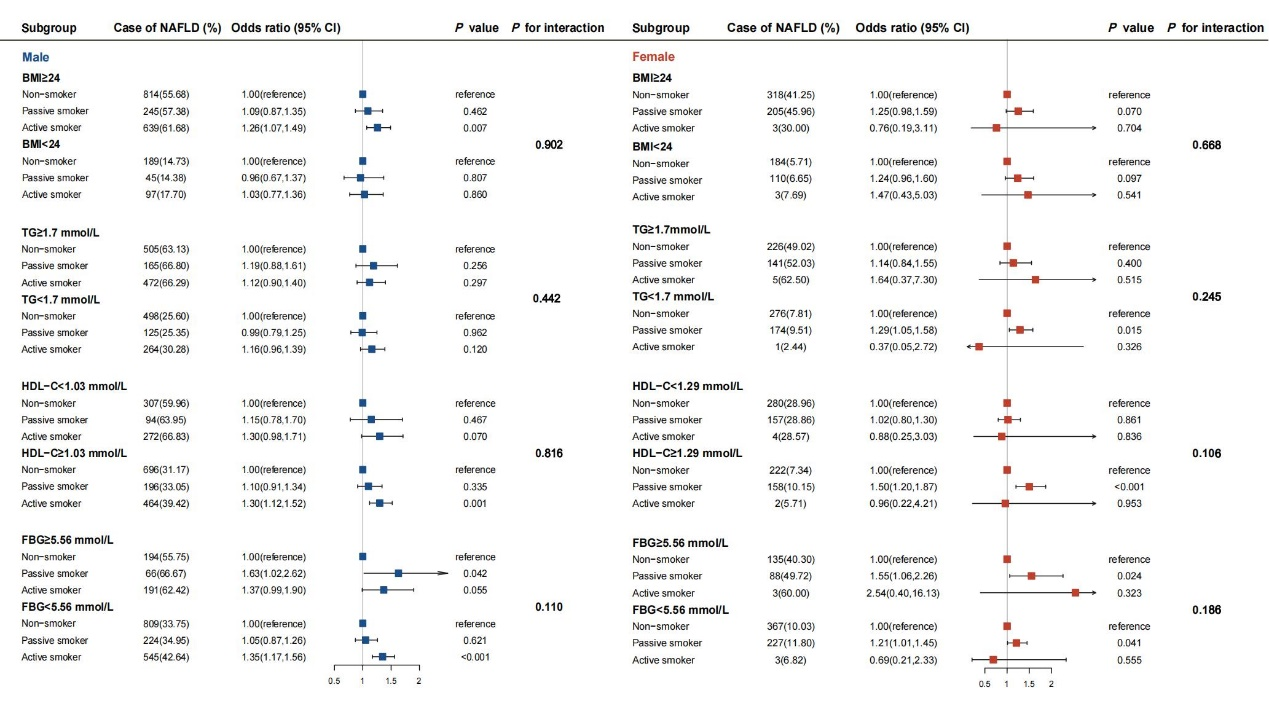 Subgroup Case of NAFLD (%) Odds ratio (95% CI) P value P for interaction
Male
BMI≥24
Non−smoker 814(55.68) 1.00(reference) reference
Passive smoker 245(57.38) 1.09(0.87,1.35) 0.462
Active smoker 639(61.68) 1.26(1.07,1.49) 0.007
BMI<24 0.902
Non−smoker 189(14.73) 1.00(reference) reference
Passive smoker 45(14.38) 0.96(0.67,1.37) 0.807
Active smoker 97(17.70) 1.03(0.77,1.36) 0.860
TG≥1.7 mmol/L
Non−smoker 505(63.13) 1.00(reference) reference
Passive smoker 165(66.80) 1.19(0.88,1.61) 0.256
Active smoker 472(66.29) 1.12(0.90,1.40) 0.297
TG<1.7 mmol/L 0.442
Non−smoker 498(25.60) 1.00(reference) reference
Passive smoker 125(25.35) 0.99(0.79,1.25) 0.962
Active smoker 264(30.28) 1.16(0.96,1.39) 0.120
HDL−C<1.03 mmol/L
Non−smoker 307(59.96) 1.00(reference) reference
Passive smoker 94(63.95) 1.15(0.78,1.70) 0.467
Active smoker 272(66.83) 1.30(0.98,1.71) 0.070
HDL−C≥1.03 mmol/L 0.816
Non−smoker 696(31.17) 1.00(reference) reference
Passive smoker 196(33.05) 1.10(0.91,1.34) 0.335
Active smoker 464(39.42) 1.30(1.12,1.52) 0.001
FBG≥5.56 mmol/L
Non−smoker 194(55.75) 1.00(reference) reference
Passive smoker 66(66.67) 1.63(1.02,2.62) 0.042
Active smoker 191(62.42) 1.37(0.99,1.90) 0.055
FBG<5.56 mmol/L 0.110
Non−smoker 809(33.75) 1.00(reference) reference
Passive smoker 224(34.95) 1.05(0.87,1.26) 0.621
Active smoker 545(42.64) 1.35(1.17,1.56) <0.001
0.5 1 1.5 2
Subgroup Case of NAFLD (%) Odds ratio (95% CI) P value P for interaction
Female
BMI≥24
Non−smoker 318(41.25) 1.00(reference) reference
Passive smoker 205(45.96) 1.25(0.98,1.59) 0.070
Active smoker 3(30.00) 0.76(0.19,3.11) 0.704
BMI<24 0.668
Non−smoker 184(5.71) 1.00(reference) reference
Passive smoker 110(6.65) 1.24(0.96,1.60) 0.097
Active smoker 3(7.69) 1.47(0.43,5.03) 0.541
TG≥1.7mmol/L
Non−smoker 226(49.02) 1.00(reference) reference
Passive smoker 141(52.03) 1.14(0.84,1.55) 0.400
Active smoker 5(62.50) 1.64(0.37,7.30) 0.515
TG<1.7 mmol/L 0.245
Non−smoker 276(7.81) 1.00(reference) reference
Passive smoker 174(9.51) 1.29(1.05,1.58) 0.015
Active smoker 1(2.44) 0.37(0.05,2.72) 0.326
HDL−C<1.29 mmol/L
Non−smoker 280(28.96) 1.00(reference) reference
Passive smoker 157(28.86) 1.02(0.80,1.30) 0.861
Active smoker 4(28.57) 0.88(0.25,3.03) 0.836
HDL−C≥1.29 mmol/L 0.106
Non−smoker 222(7.34) 1.00(reference) reference
Passive smoker 158(10.15) 1.50(1.20,1.87) <0.001
Active smoker 2(5.71) 0.96(0.22,4.21) 0.953
FBG≥5.56 mmol/L
Non−smoker 135(40.30) 1.00(reference) reference
Passive smoker 88(49.72) 1.55(1.06,2.26) 0.024
Active smoker 3(60.00) 2.54(0.40,16.13) 0.323
FBG<5.56 mmol/L 0.186
Non−smoker 367(10.03) 1.00(reference) reference
Passive smoker 227(11.80) 1.21(1.01,1.45) 0.041
Active smoker 3(6.82) 0.69(0.21,2.33) 0.555
0.5 1 1.5 2